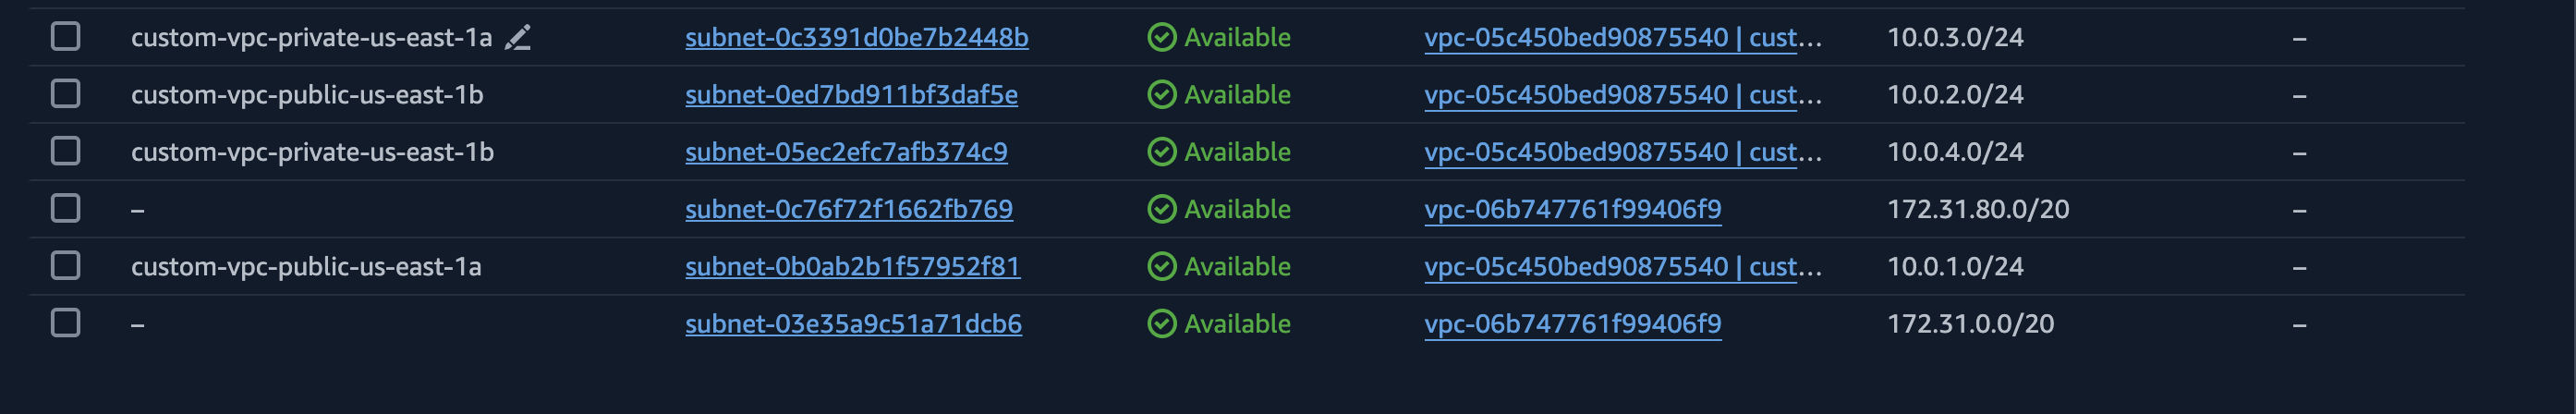 custom-vpc-private-us-east-1a subnet-0c3391d0be7b2448b Available vpc-05c450bed90875540 | cust... 10.0.3.0/24 –
custom-vpc-public-us-east-1b subnet-0ed7bd911bf3daf5e Available vpc-05c450bed90875540 | cust... 10.0.2.0/24 –
custom-vpc-private-us-east-1b subnet-05ec2efc7afb374c9 Available vpc-05c450bed90875540 | cust... 10.0.4.0/24 –
– subnet-0c76f72f1662fb769 Available vpc-06b747761f99406f9 172.31.80.0/20 –
custom-vpc-public-us-east-1a subnet-0b0ab2b1f57952f81 Available vpc-05c450bed90875540 | cust... 10.0.1.0/24 –
– subnet-03e35a9c51a71dcb6 Available vpc-06b747761f99406f9 172.31.0.0/20 –